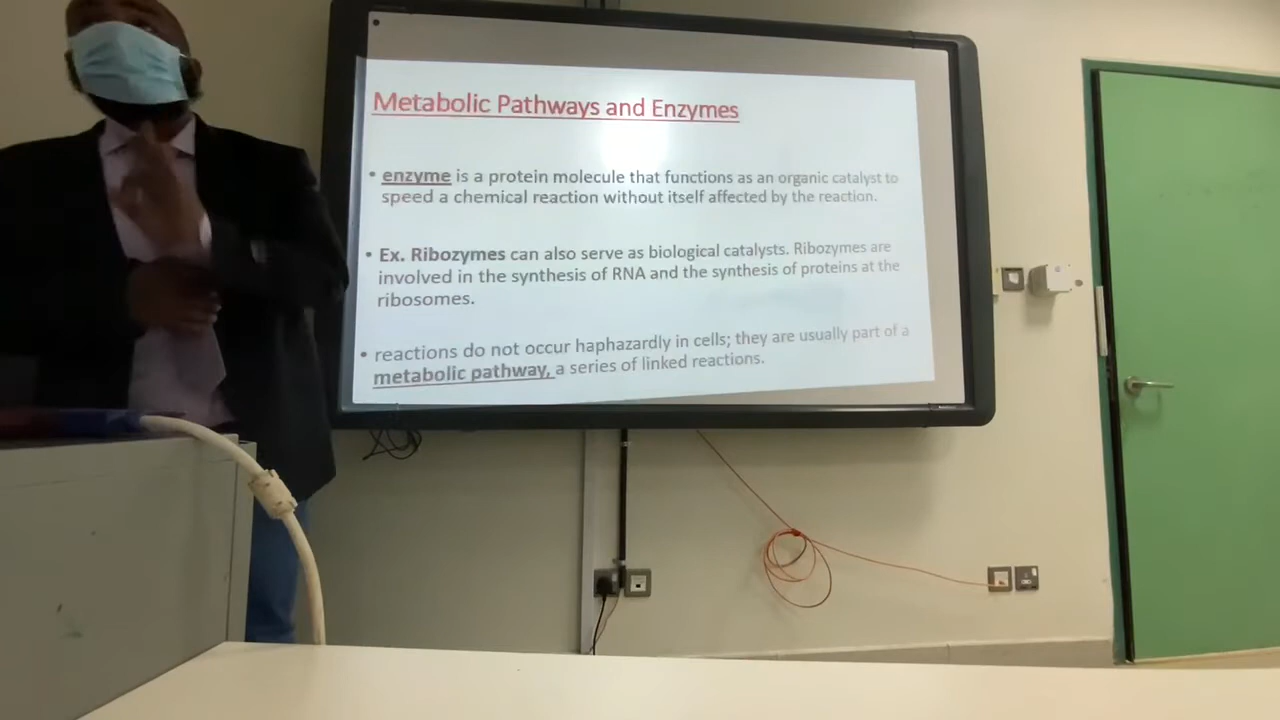 Metabolic Pathways and Enzymes
• enzyme is a protein molecule that functions as an organic catalyst to
speed a chemical reaction without itself affected by the reaction.
• Ex. Ribozymes can also serve as biological catalysts. Ribozymes are
involved in the synthesis of RNA and the synthesis of proteins at the
ribosomes.
• reactions do not occur haphazardly in cells; they are usually part of a
metabolic pathway, a series of linked reactions.